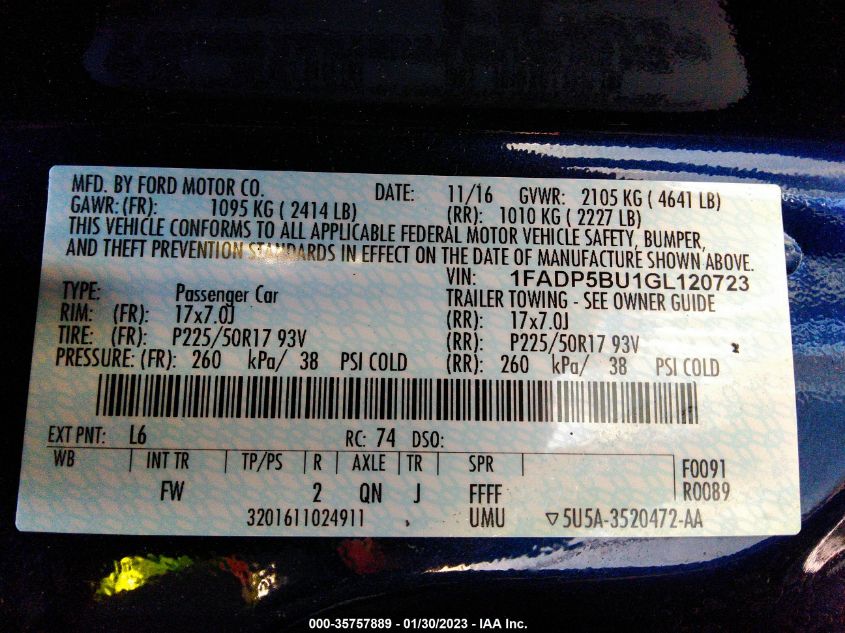 MFD. BY FORD MOTOR CO. DATE: 11/16 GVWR: 2105 KG ( 4641 LB)
GAWR: (FR): 1095 KG ( 2414 LB) (RR): 1010 KG ( 2227 LB)
THIS VEHICLE CONFORMS TO ALL APPLICABLE FEDERAL MOTOR VEHICLE SAFETY, BUMPER,
AND THEFT PREVENTION STANDARDS IN EFFECT ON THE DATE OF MANUFACTURE SHOWN ABOVE.
VIN: 1FADP5BU1GL120723
TYPE: Passenger Car TRAILER TOWING - SEE OWNER GUIDE
RIM: (FR): 17x7.0J (RR): 17x7.0J
TIRE: (FR): P225/50R17 93V (RR): P225/50R17 93V
PRESSURE: (FR): 260 kPa/ 38 PSI COLD (RR): 260 kPa/ 38 PSI COLD
EXT PNT: L6 RC: 74 DSO:
WB INT TR TP/PS R AXLE TR SPR F0091
FW 2 QN J FFFF R0089
3201611024911 UMU ▽5U5A-3520472-AA
000-35757889 - 01/30/2023 - IAA Inc.